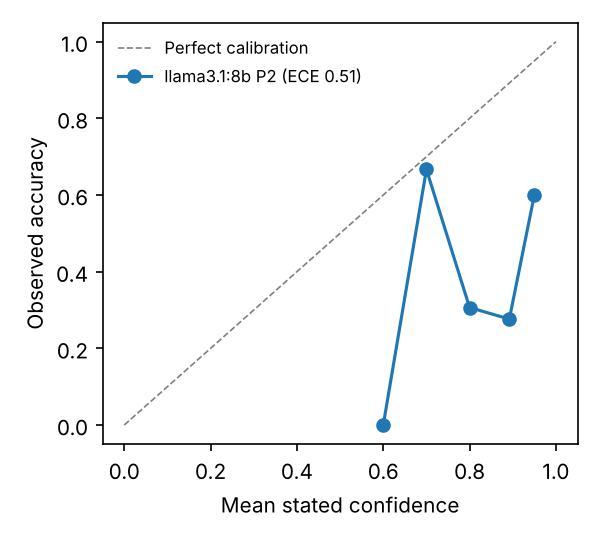 Perfect calibration
llama3.1:8b P2 (ECE 0.51)
Observed accuracy
1.0
0.8
0.6
0.4
0.2
0.0
0.0 0.2 0.4 0.6 0.8 1.0
Mean stated confidence